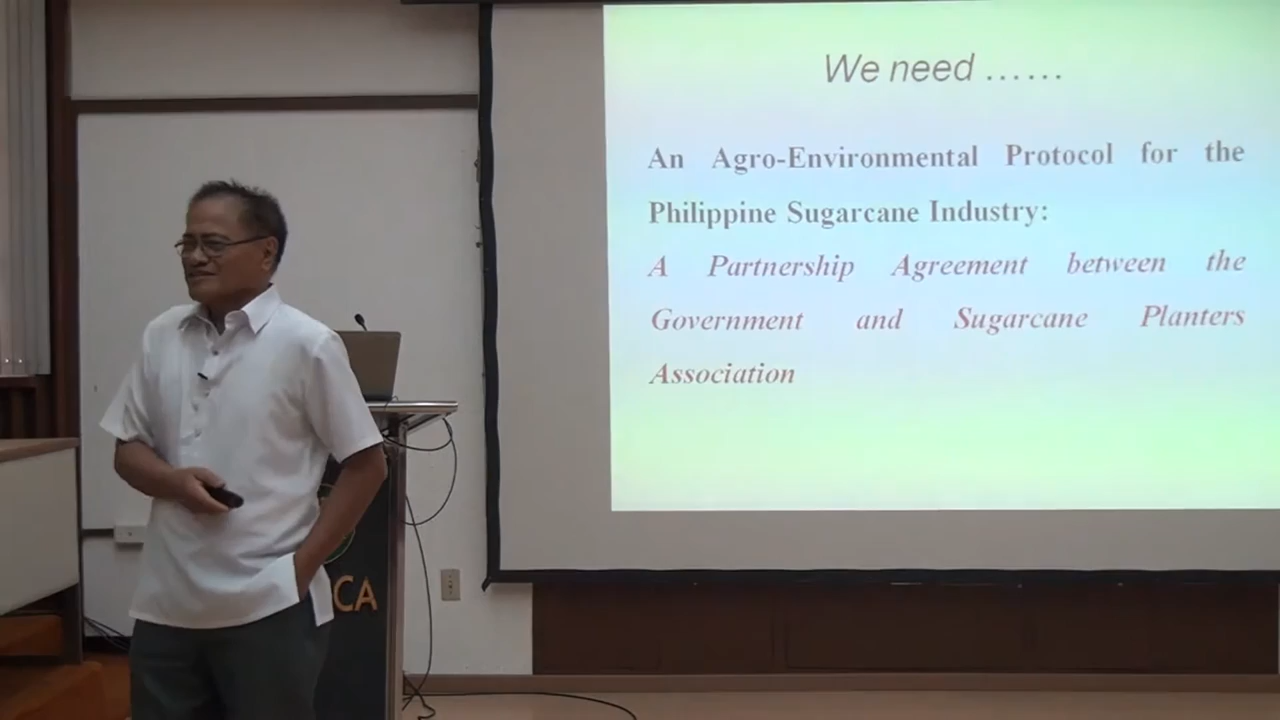 We need ......
An Agro-Environmental Protocol for the
Philippine Sugarcane Industry:
A Partnership Agreement between the
Government and Sugarcane Planters
Association
CA